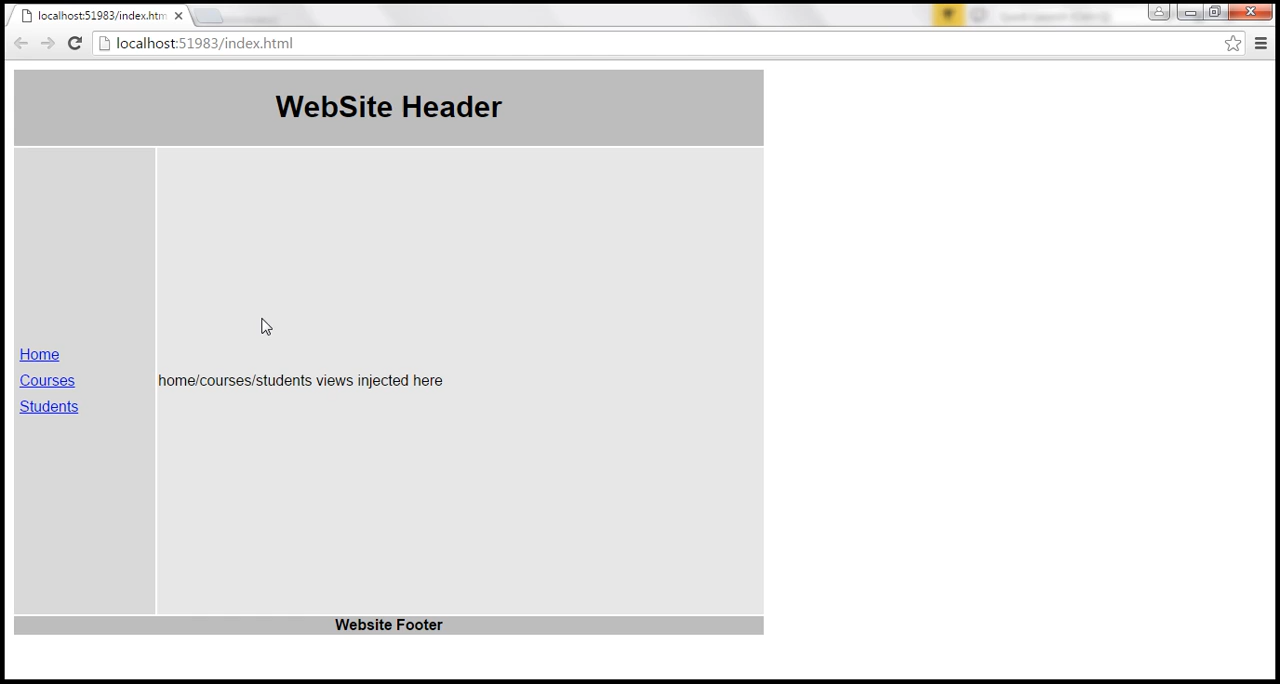 localhost:51983/index.htm
localhost:51983/index.html
WebSite Header
Home
Courses
Students
home/courses/students views injected here
Website Footer